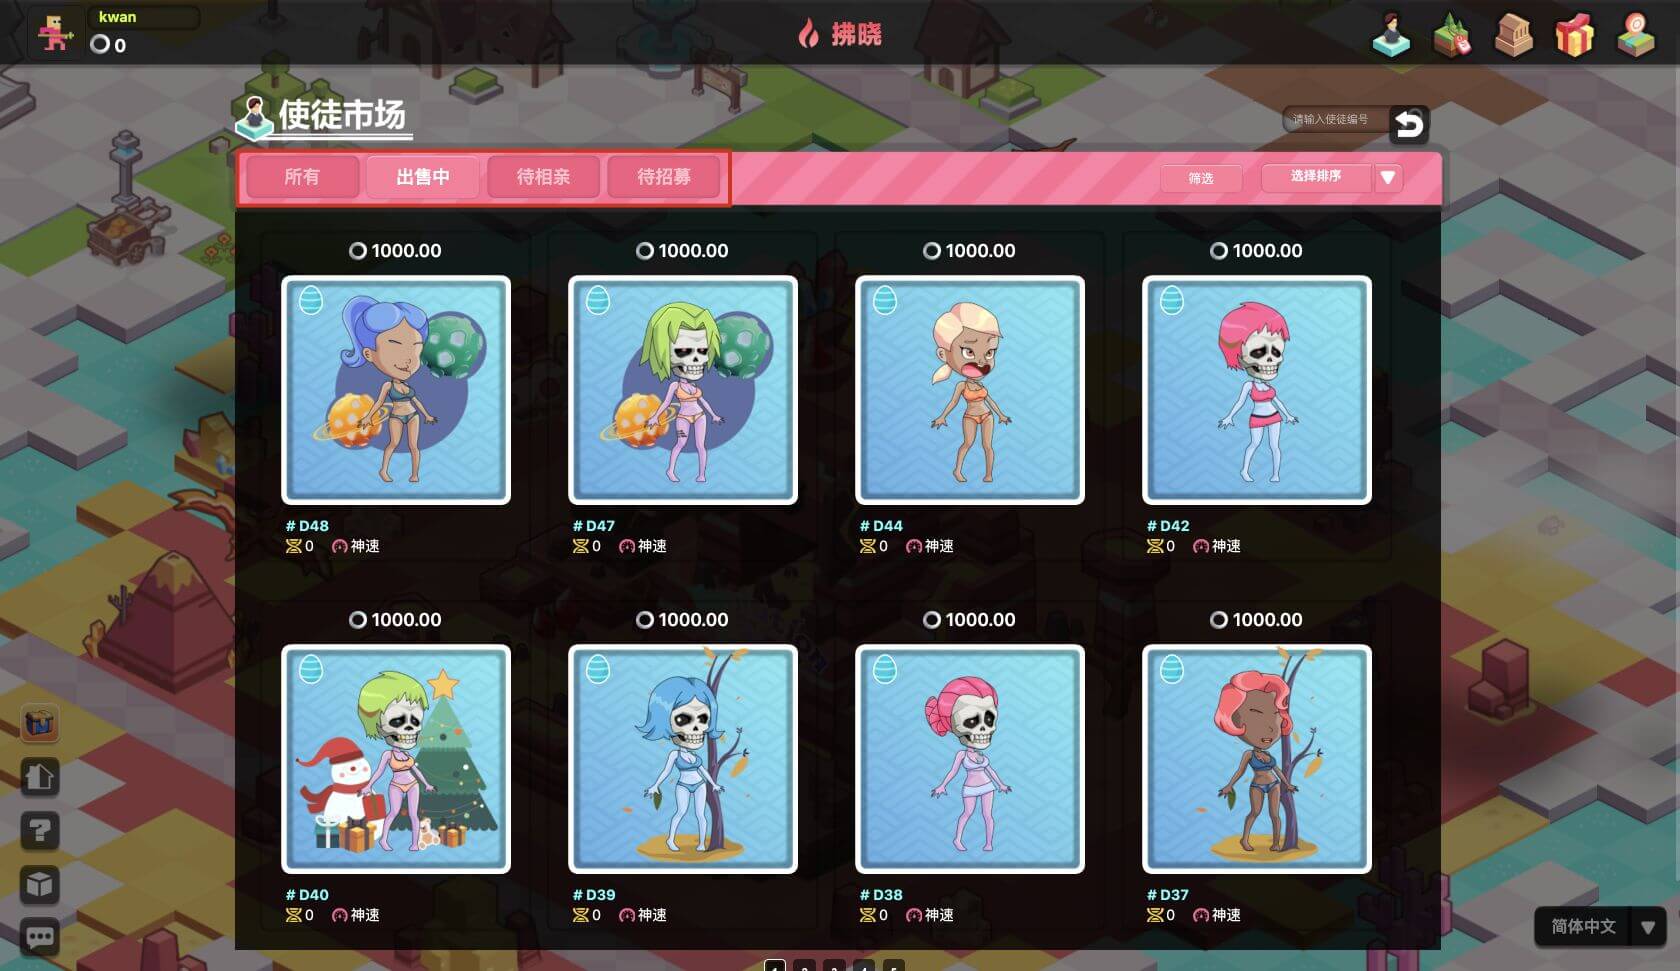 kwan
0
拂晓
使徒市场
请输入使徒编号
所有 出售中 待相亲 待招募 筛选 选择排序
1000.00 1000.00 1000.00 1000.00
# D48 # D47 # D44 # D42
0 神速 0 神速 0 神速 0 神速
1000.00 1000.00 1000.00 1000.00
# D40 # D39 # D38 # D37
0 神速 0 神速 0 神速 0 神速
简体中文